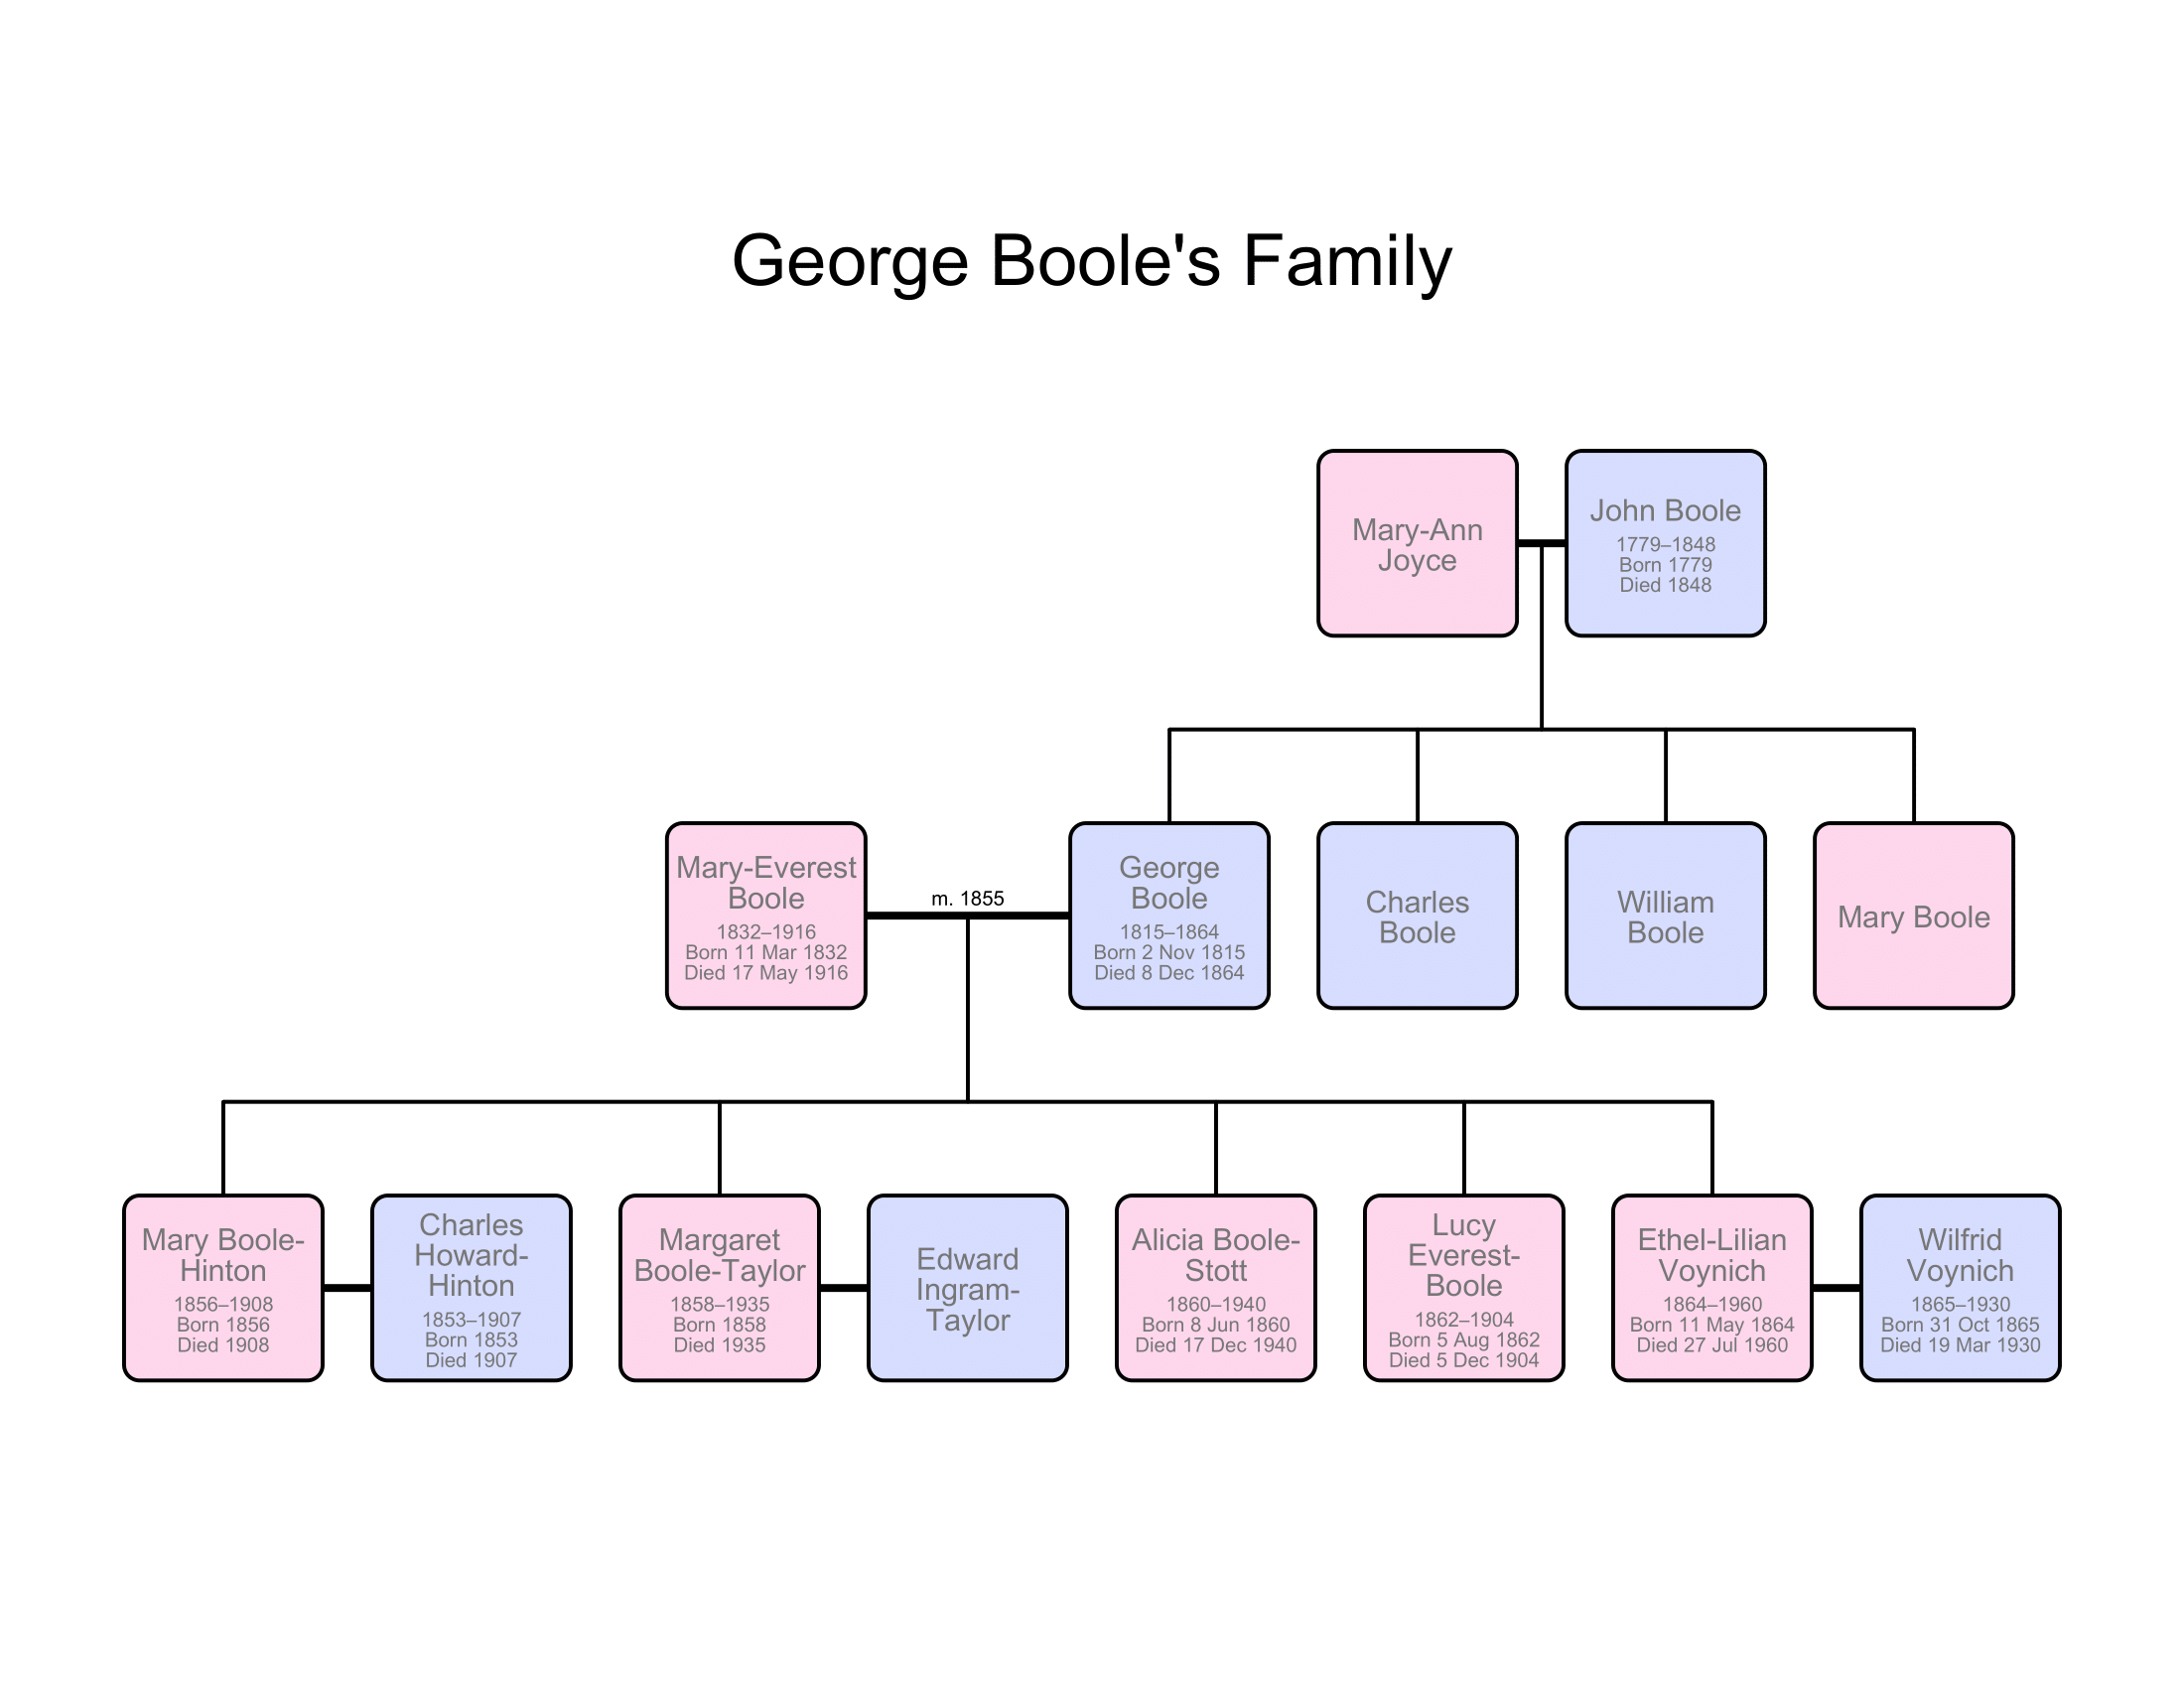 George Boole's Family
Mary-Ann
Joyce
John Boole
1779–1848
Born 1779
Died 1848
Mary-Everest
Boole
1832–1916
Born 11 Mar 1832
Died 17 May 1916
m. 1855
George
Boole
1815–1864
Born 2 Nov 1815
Died 8 Dec 1864
Charles
Boole
William
Boole
Mary Boole
Mary Boole-
Hinton
1856–1908
Born 1856
Died 1908
Charles
Howard-
Hinton
1853–1907
Born 1853
Died 1907
Margaret
Boole-Taylor
1858–1935
Born 1858
Died 1935
Edward
Ingram-
Taylor
Alicia Boole-
Stott
1860–1940
Born 8 Jun 1860
Died 17 Dec 1940
Lucy
Everest-
Boole
1862–1904
Born 5 Aug 1862
Died 5 Dec 1904
Ethel-Lilian
Voynich
1864–1960
Born 11 May 1864
Died 27 Jul 1960
Wilfrid
Voynich
1865–1930
Born 31 Oct 1865
Died 19 Mar 1930